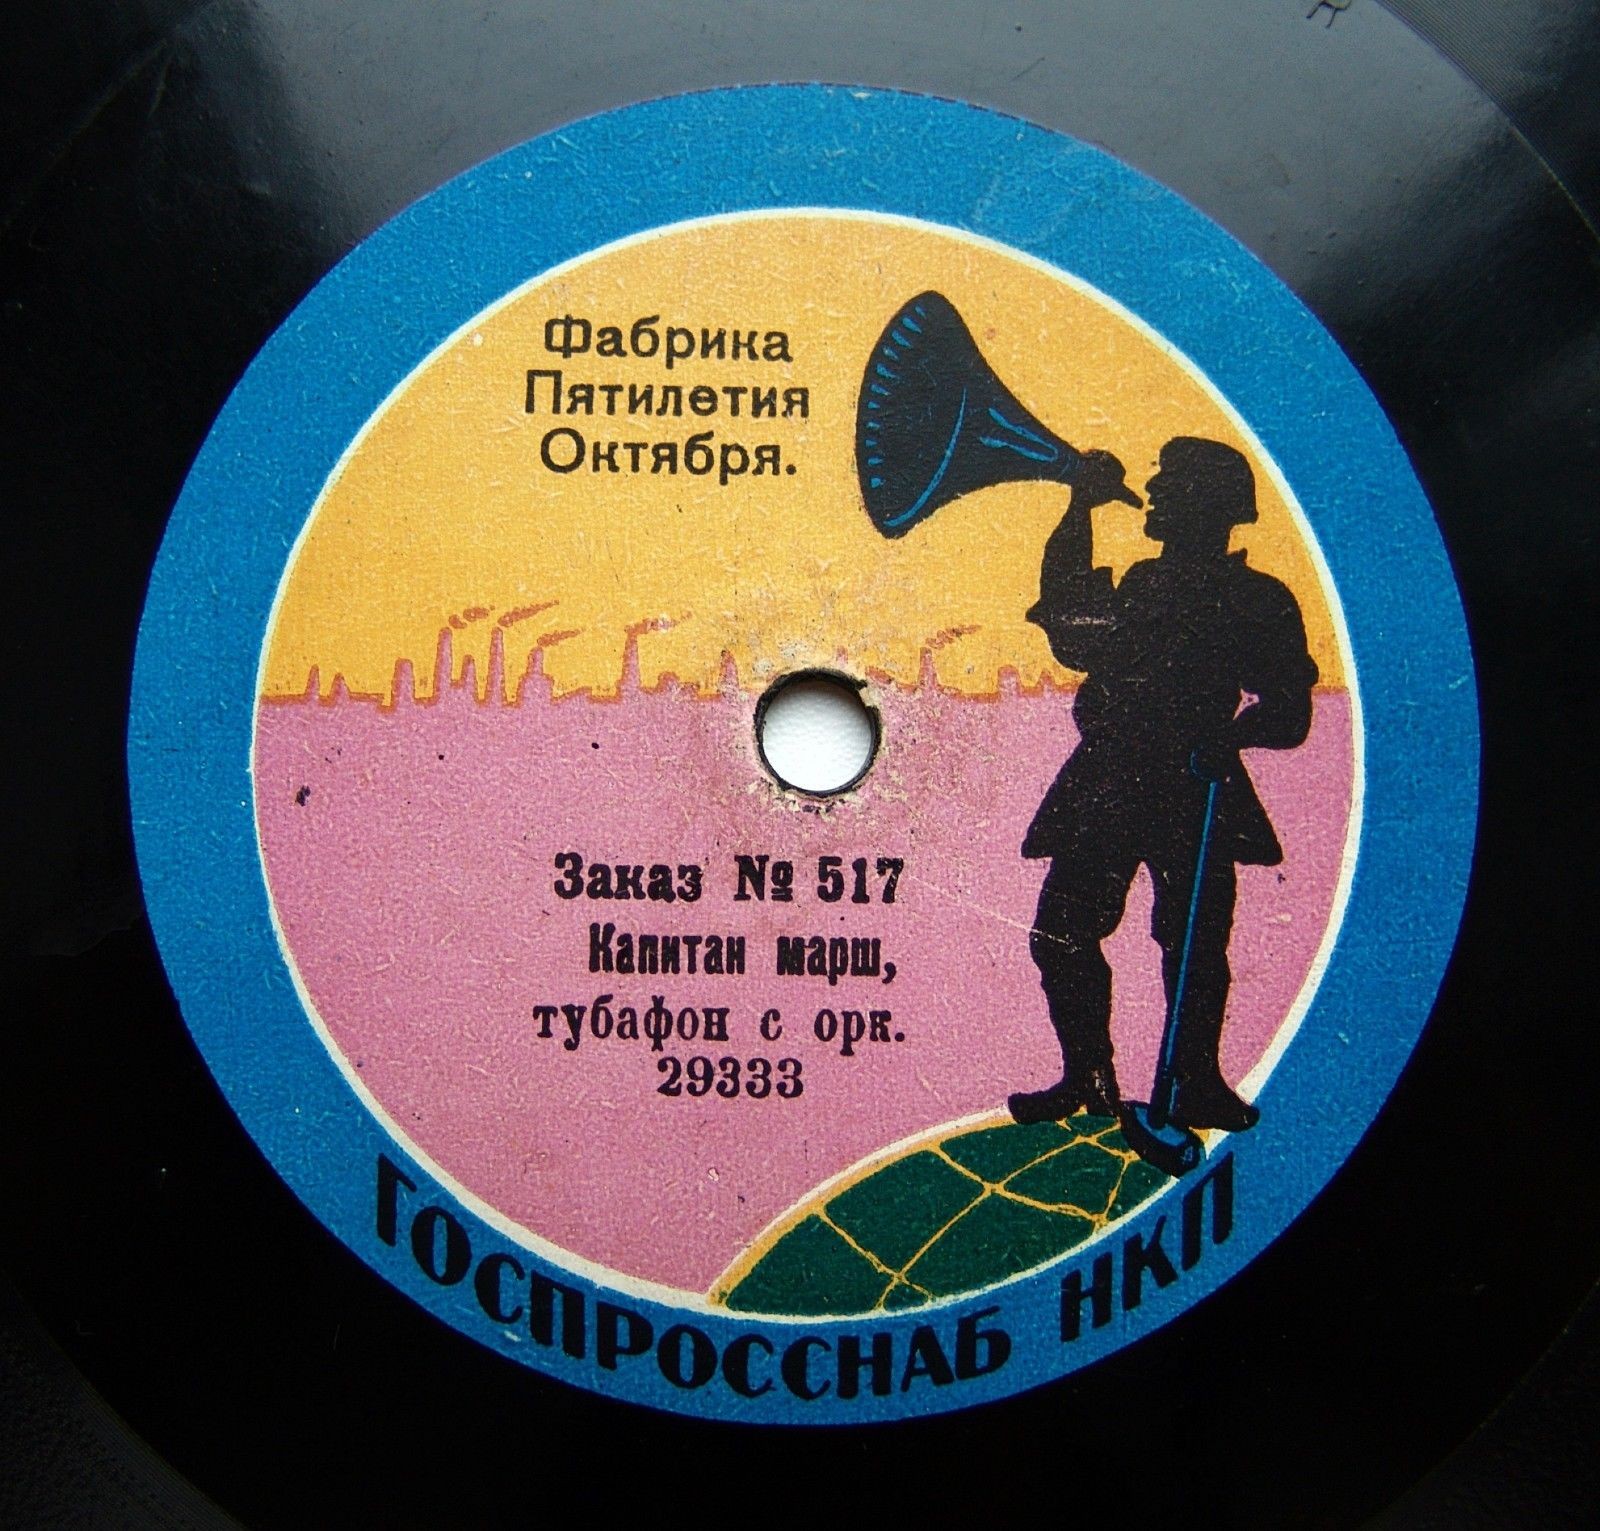 Фабрика
Пятилетия
Октября.
Заказ № 517
Капитан марш,
тубафон с орк.
29333
ГОСПРОССНАБ НКП